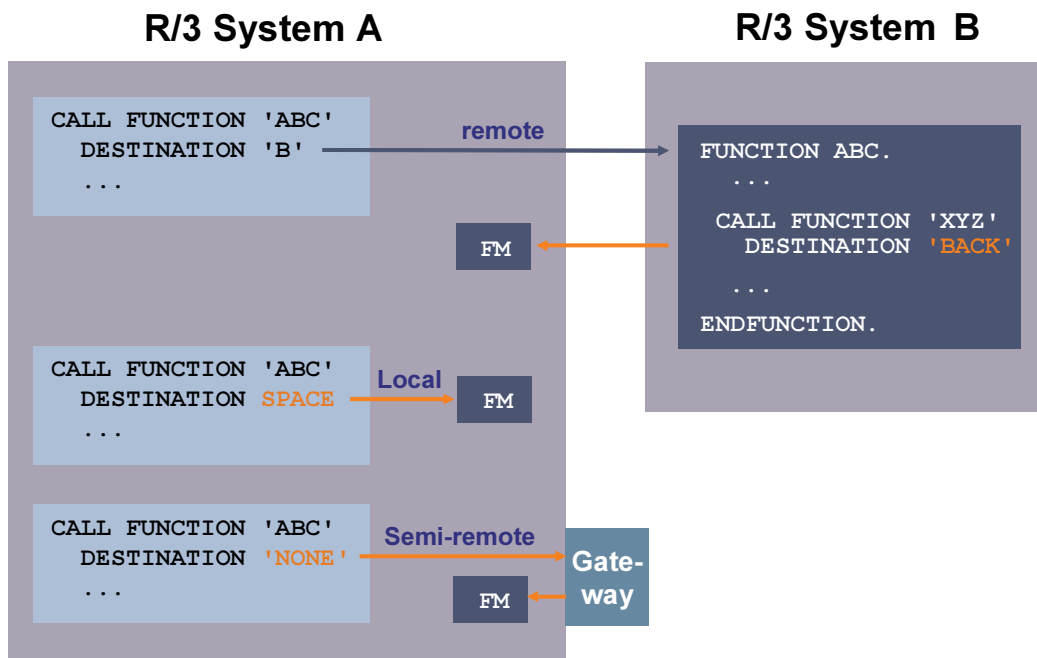 R/3 System A
R/3 System B
CALL FUNCTION 'ABC'
DESTINATION 'B'
...
remote
FUNCTION ABC.
...
CALL FUNCTION 'XYZ'
DESTINATION 'BACK'
...
ENDFUNCTION.
FM
CALL FUNCTION 'ABC'
DESTINATION SPACE
...
Local
FM
CALL FUNCTION 'ABC'
DESTINATION 'NONE'
...
Semi-remote
Gate-
way
FM